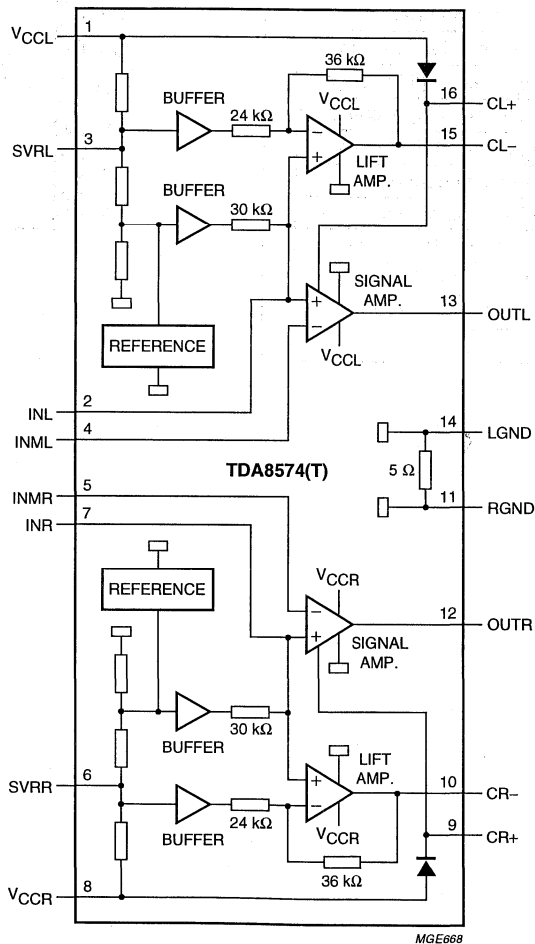 VCCL 1
36 kΩ
BUFFER
VCCL
16 CL+
24 kΩ
−
15 CL−
SVRL 3
+
LIFT
AMP.
BUFFER
30 kΩ
SIGNAL
AMP.
+
13 OUTL
−
REFERENCE
VCCL
INL 2
14 LGND
INML 4
TDA8574(T)
5 Ω
INMR 5
11 RGND
INR 7
VCCR
REFERENCE
−
12 OUTR
+
SIGNAL
AMP.
30 kΩ
BUFFER
LIFT
AMP.
SVRR 6
+
10 CR−
−
24 kΩ
VCCR
9 CR+
BUFFER
36 kΩ
VCCR 8
MGE668